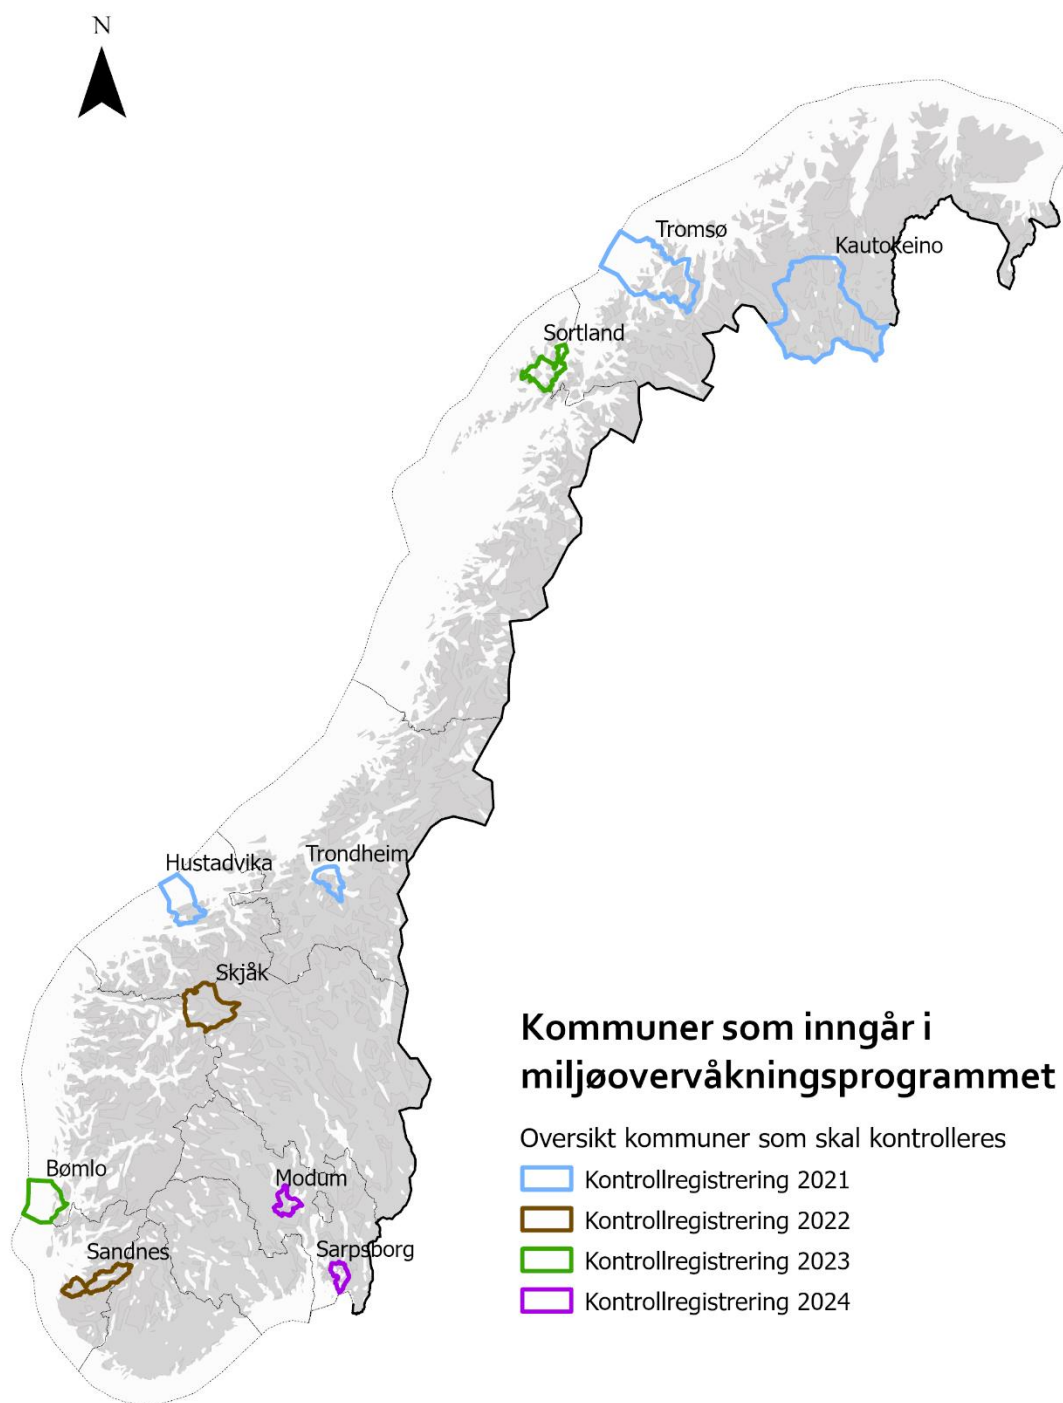 N
Tromsø
Kautokeino
Sortland
Trondheim
Hustadvika
Skjåk
Kommuner som inngår i
miljøovervåkningsprogrammet
Oversikt kommuner som skal kontrolleres
Bømlo
Modum
Kontrollregistrering 2021
Kontrollregistrering 2022
Sandnes
Sarpsborg
Kontrollregistrering 2023
Kontrollregistrering 2024